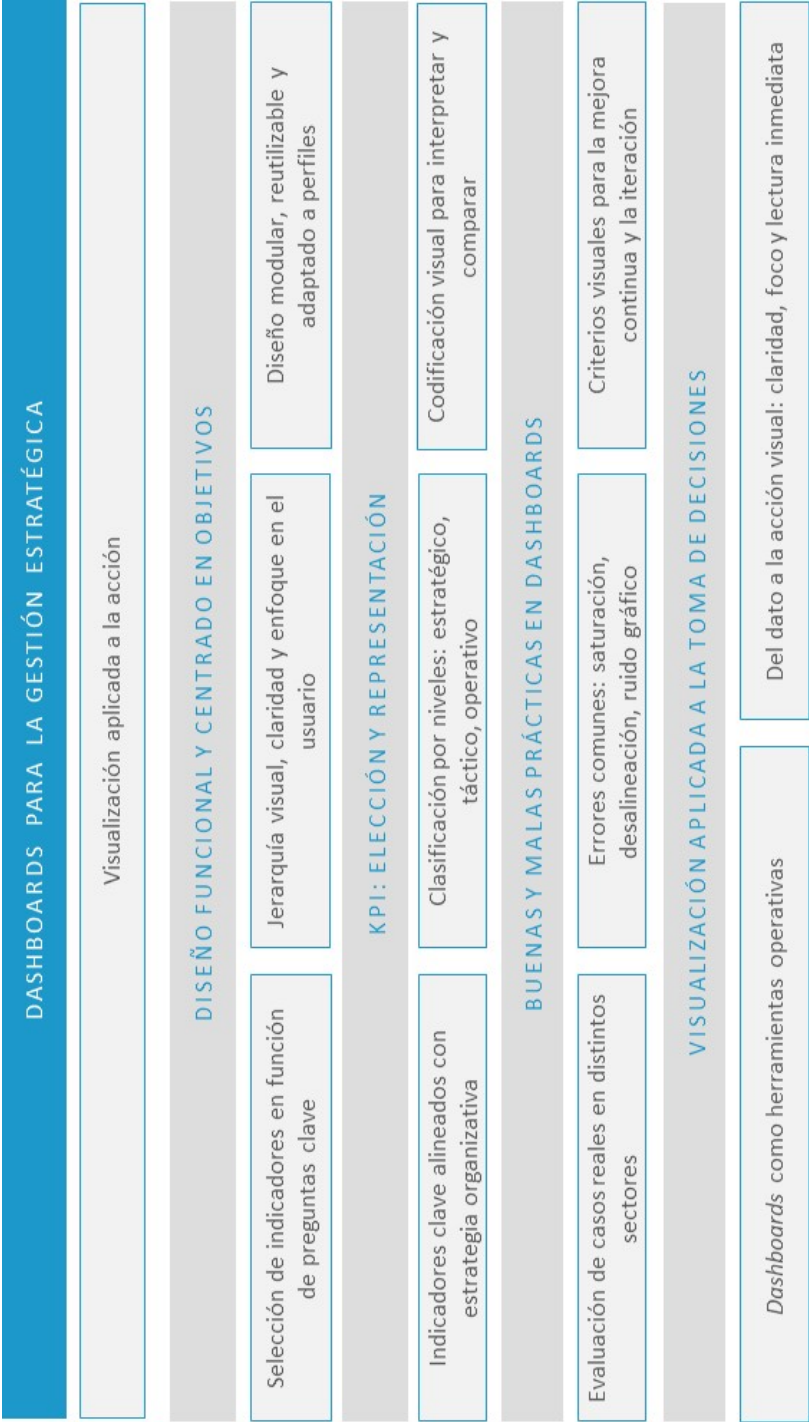 DASHBOARDS PARA LA GESTIÓN ESTRATÉGICA
Visualización aplicada a la acción
DISEÑO FUNCIONAL Y CENTRADO EN OBJETIVOS
Selección de indicadores en función
de preguntas clave
Jerarquía visual, claridad y enfoque en el
usuario
Diseño modular, reutilizable y
adaptado a perfiles
KPI: ELECCIÓN Y REPRESENTACIÓN
Indicadores clave alineados con
estrategia organizativa
Clasificación por niveles: estratégico,
táctico, operativo
Codificación visual para interpretar y
comparar
BUENAS Y MALAS PRÁCTICAS EN DASHBOARDS
Evaluación de casos reales en distintos
sectores
Errores comunes: saturación,
desalineación, ruido gráfico
Criterios visuales para la mejora
continua y la iteración
VISUALIZACIÓN APLICADA A LA TOMA DE DECISIONES
Dashboards como herramientas operativas
Del dato a la acción visual: claridad, foco y lectura inmediata